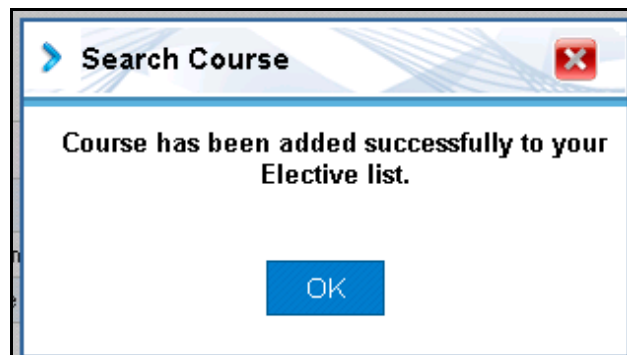 Search Course
Course has been added successfully to your
Elective list.
OK